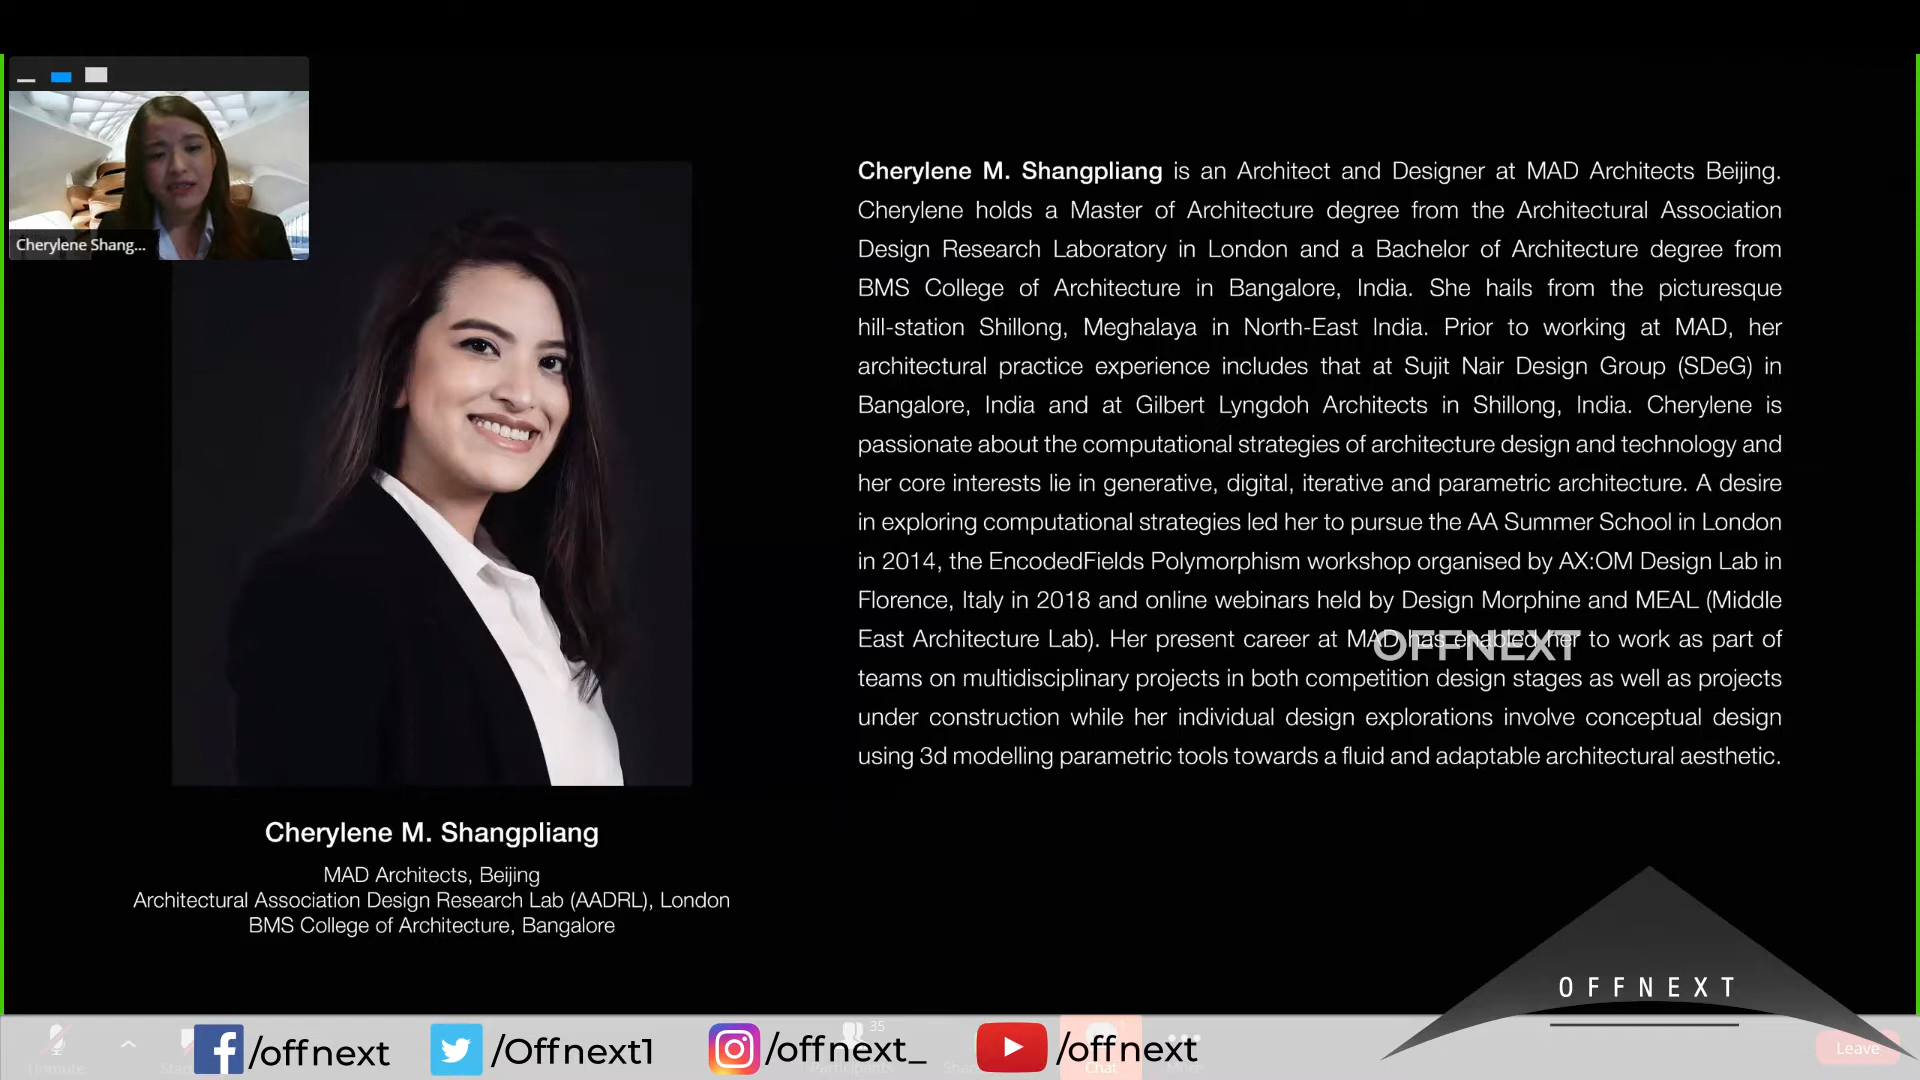 Cherylene Shang...
Cherylene M. Shangpliang is an Architect and Designer at MAD Architects Beijing.
Cherylene holds a Master of Architecture degree from the Architectural Association
Design Research Laboratory in London and a Bachelor of Architecture degree from
BMS College of Architecture in Bangalore, India. She hails from the picturesque
hill-station Shillong, Meghalaya in North-East India. Prior to working at MAD, her
architectural practice experience includes that at Sujit Nair Design Group (SDeG) in
Bangalore, India and at Gilbert Lyngdoh Architects in Shillong, India. Cherylene is
passionate about the computational strategies of architecture design and technology and
her core interests lie in generative, digital, iterative and parametric architecture. A desire
in exploring computational strategies led her to pursue the AA Summer School in London
in 2014, the EncodedFields Polymorphism workshop organised by AX:OM Design Lab in
Florence, Italy in 2018 and online webinars held by Design Morphine and MEAL (Middle
East Architecture Lab). Her present career at MAD has enabled her to work as part of
OFFNEXT
teams on multidisciplinary projects in both competition design stages as well as projects
under construction while her individual design explorations involve conceptual design
using 3d modelling parametric tools towards a fluid and adaptable architectural aesthetic.
Cherylene M. Shangpliang
MAD Architects, Beijing
Architectural Association Design Research Lab (AADRL), London
BMS College of Architecture, Bangalore
OFFNEXT
/offnext /Offnext1 /offnext_ /offnext
35
Unmute
Participants
Chat
More
Leave